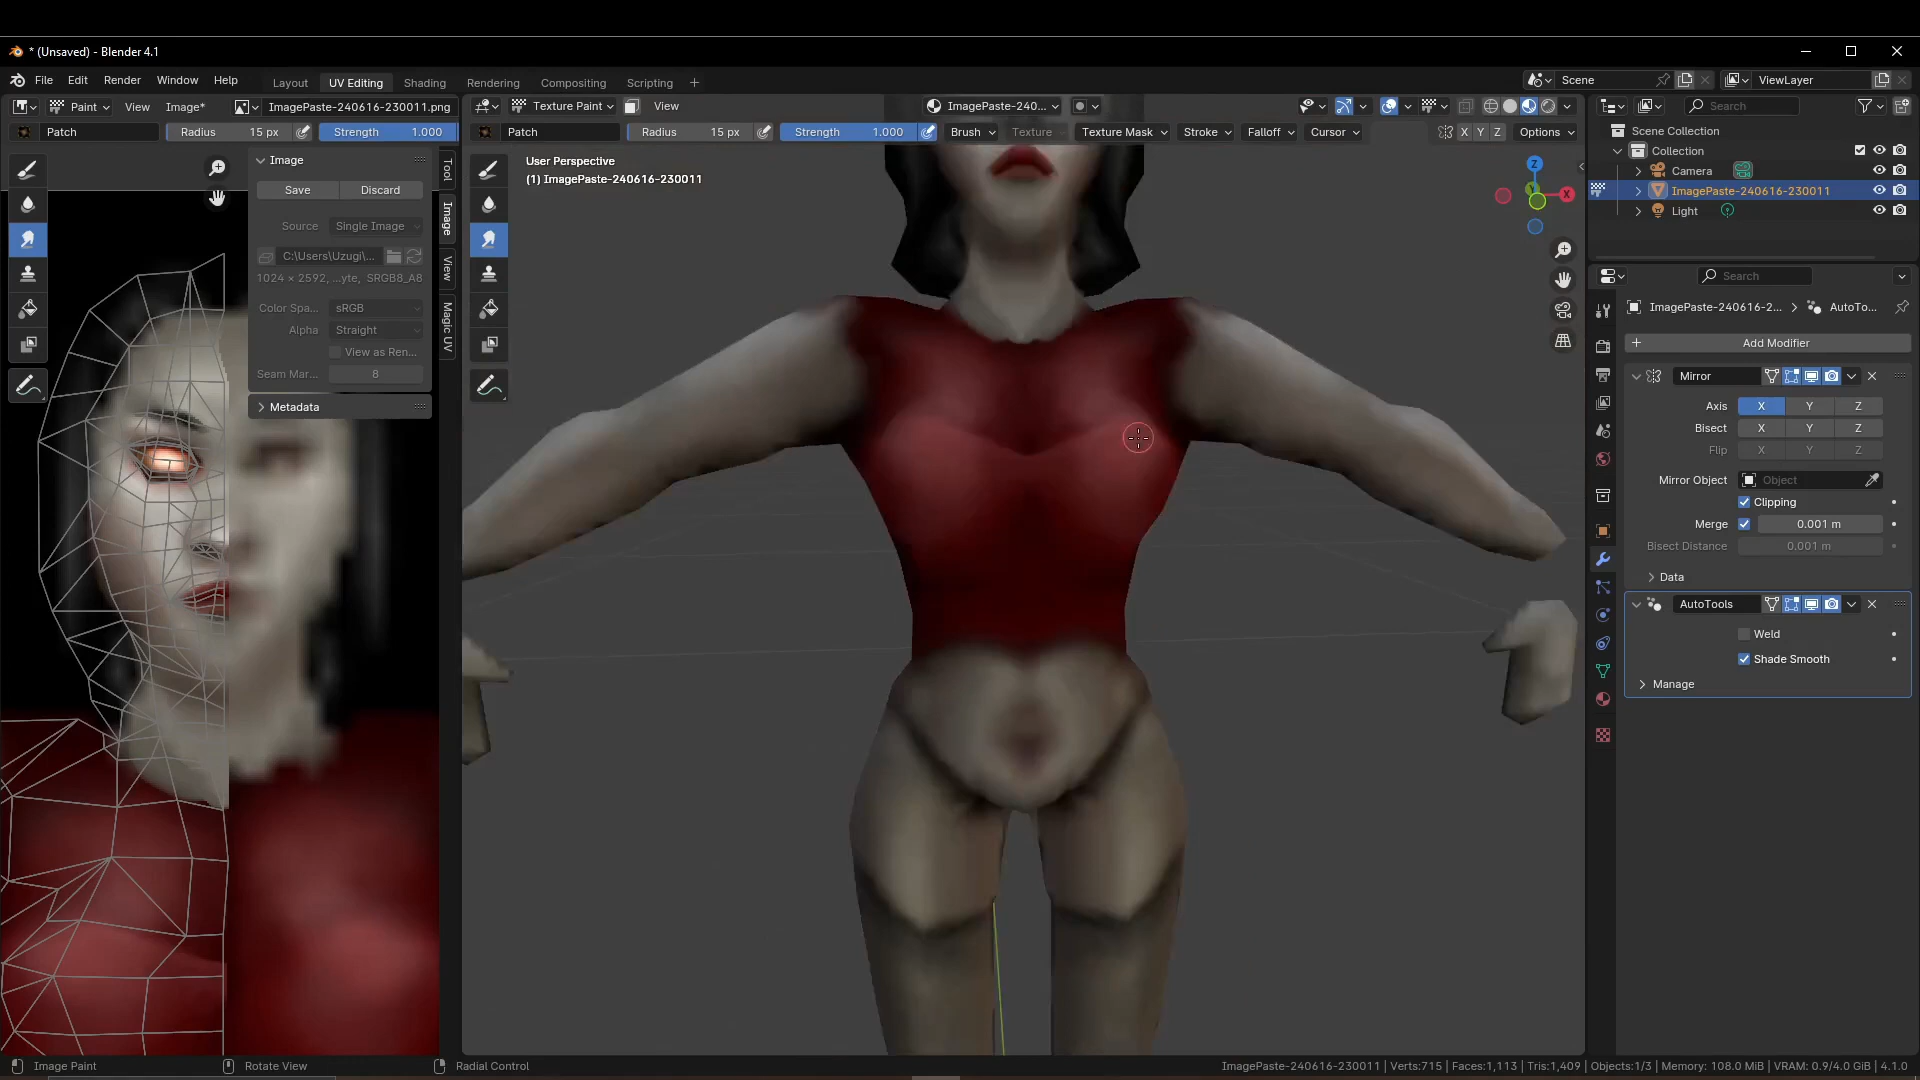 * (Unsaved) - Blender 4.1
File Edit Render Window Help
Layout UV Editing Shading Rendering Compositing Scripting +
Scene
ViewLayer
Paint View Image* ImagePaste-240616-230011.png
Texture Paint View
ImagePaste-240...
Search
Patch Radius 15 px Strength 1.000
Patch Radius 15 px Strength 1.000 Brush Texture Texture Mask Stroke Falloff Cursor X Y Z Options
Scene Collection
Collection
Camera
ImagePaste-240616-230011
Light
Image
Save Discard
Source Single Image
C:\Users\Uzugi\...
1024 × 2592, ...yte, SRGB8_A8
Color Spa... sRGB
Alpha Straight
View as Ren...
Seam Mar... 8
Metadata
Tool
Image
View
Magic UV
User Perspective
(1) ImagePaste-240616-230011
Z
X
Search
ImagePaste-240616-2... > AutoTo...
+ Add Modifier
Mirror
Axis X Y Z
Bisect X Y Z
Flip X Y Z
Mirror Object Object
Clipping
Merge 0.001 m
Bisect Distance 0.001 m
Data
AutoTools
Weld
Shade Smooth
Manage
Image Paint Rotate View Radial Control
ImagePaste-240616-230011 | Verts:715 | Faces:1,113 | Tris:1,409 | Objects:1/3 | Memory: 108.0 MiB | VRAM: 0.9/4.0 GiB | 4.1.0